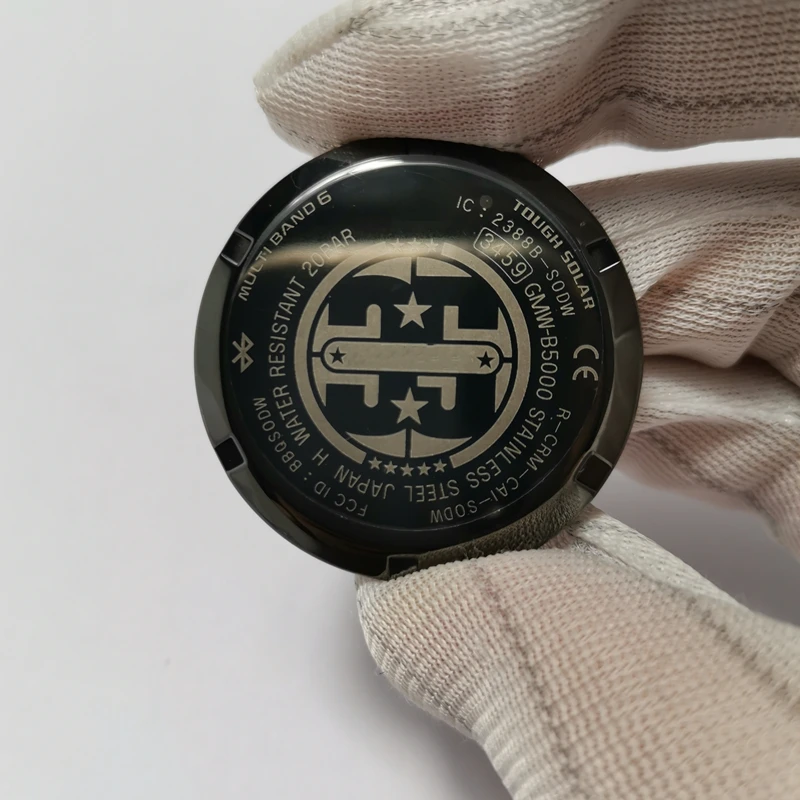 MULTI BAND 6
TOUGH SOLAR
IC : 2388B-SODW
3459 GMW-B5000 STAINLESS STEEL JAPAN H WATER RESISTANT 20BAR
R-CRM-CAI-SODW
FCC ID : BBQSODW
CE